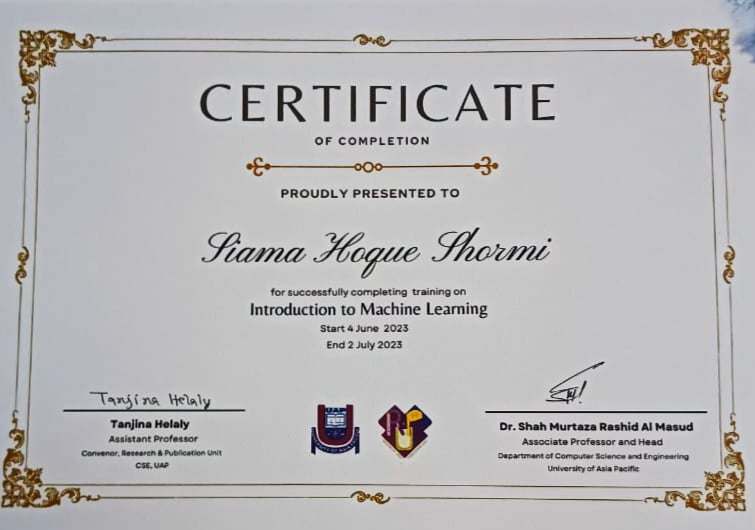 CERTIFICATE
OF COMPLETION
PROUDLY PRESENTED TO
Siama Hoque Shormi
for successfully completing training on
Introduction to Machine Learning
Start 4 June 2023
End 2 July 2023
Tanjina Helaly
Tanjina Helaly
Assistant Professor
Convenor, Research & Publication Unit
CSE, UAP
UAP
Dr. Shah Murtaza Rashid Al Masud
Associate Professor and Head
Department of Computer Science and Engineering
University of Asia Pacific